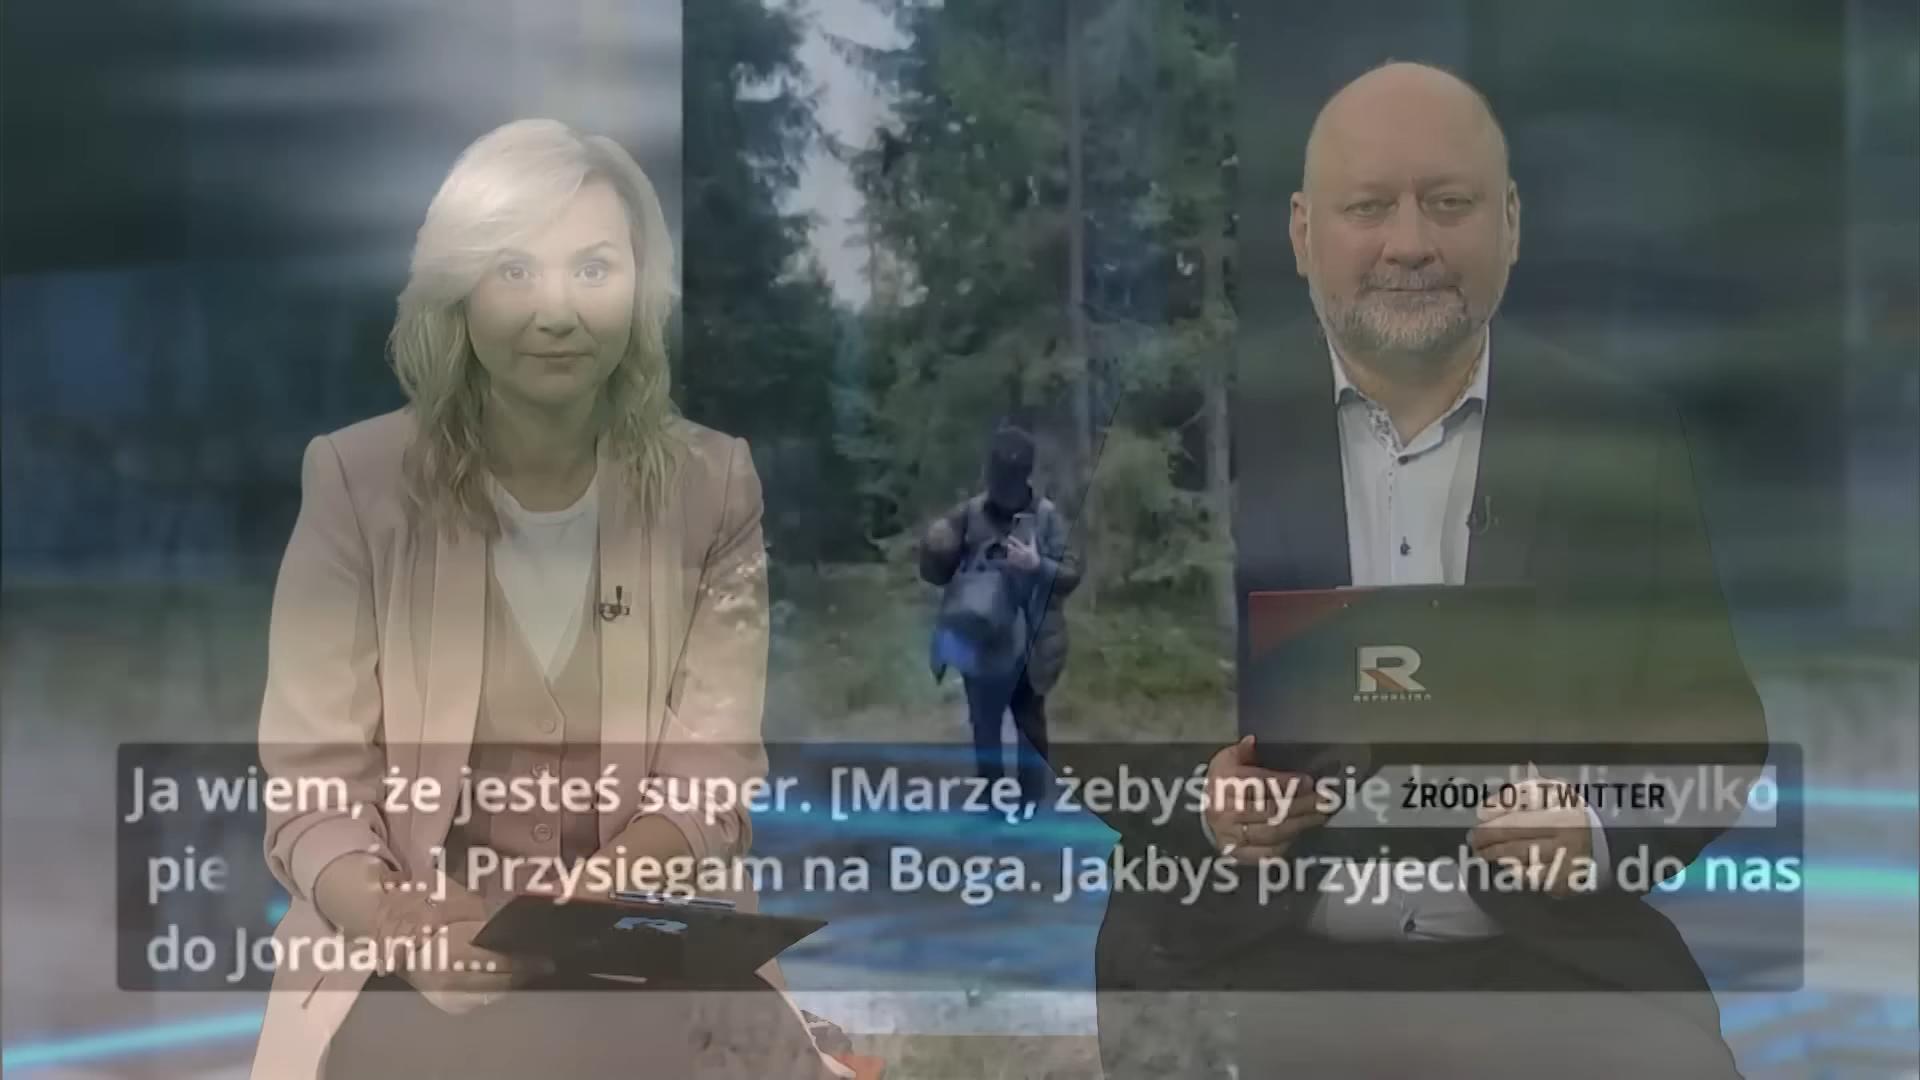 Ja wiem, że jesteś super. [Marzę, żebyśmy się tylko
ŹRÓDŁO: TWITTER
...] Przysięgam na Boga. Jakbyś przyjechał/a do nas
do Jordanii...
R
REPUBLIKA